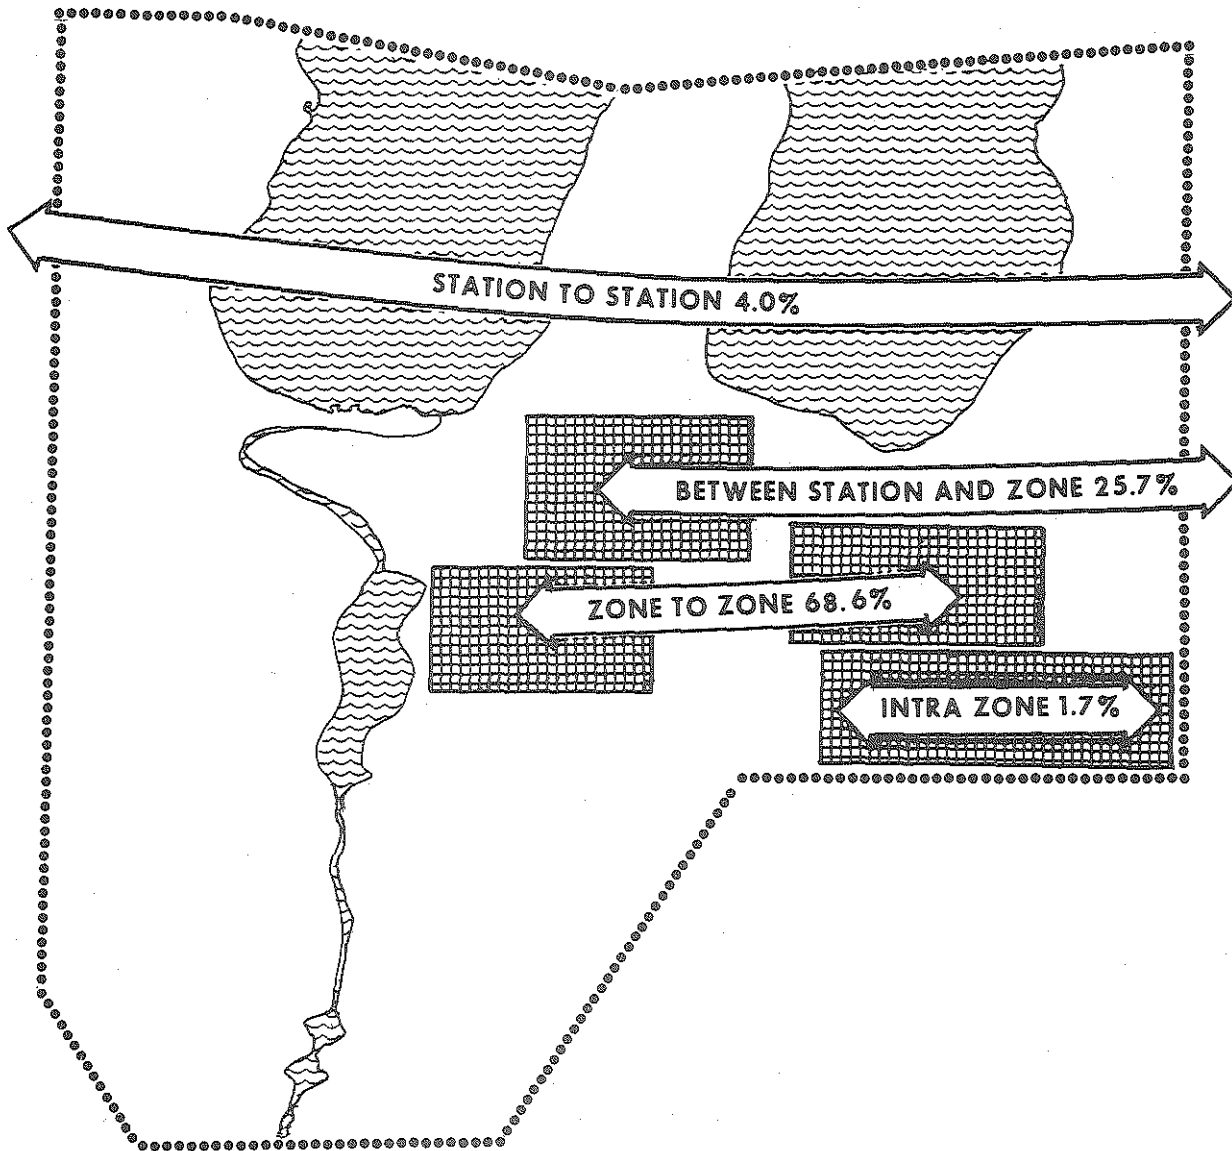 STATION TO STATION 4.0%
BETWEEN STATION AND ZONE 25.7%
ZONE TO ZONE 68.6%
INTRA ZONE 1.7%